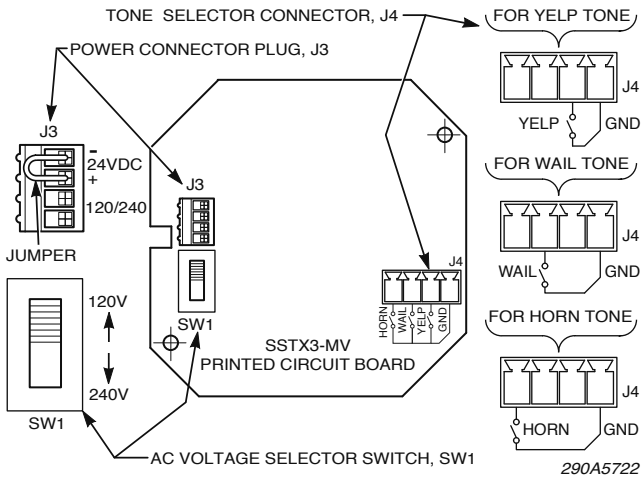 TONE SELECTOR CONNECTOR, J4
FOR YELP TONE
POWER CONNECTOR PLUG, J3
J4
YELP
GND
J3
-
24VDC
+
120/240
JUMPER
J3
FOR WAIL TONE
J4
WAIL
GND
J4
HORN
WAIL
YELP
GND
120V
240V
SW1
SW1
SSTX3-MV
PRINTED CIRCUIT BOARD
FOR HORN TONE
J4
HORN
GND
AC VOLTAGE SELECTOR SWITCH, SW1
290A5722